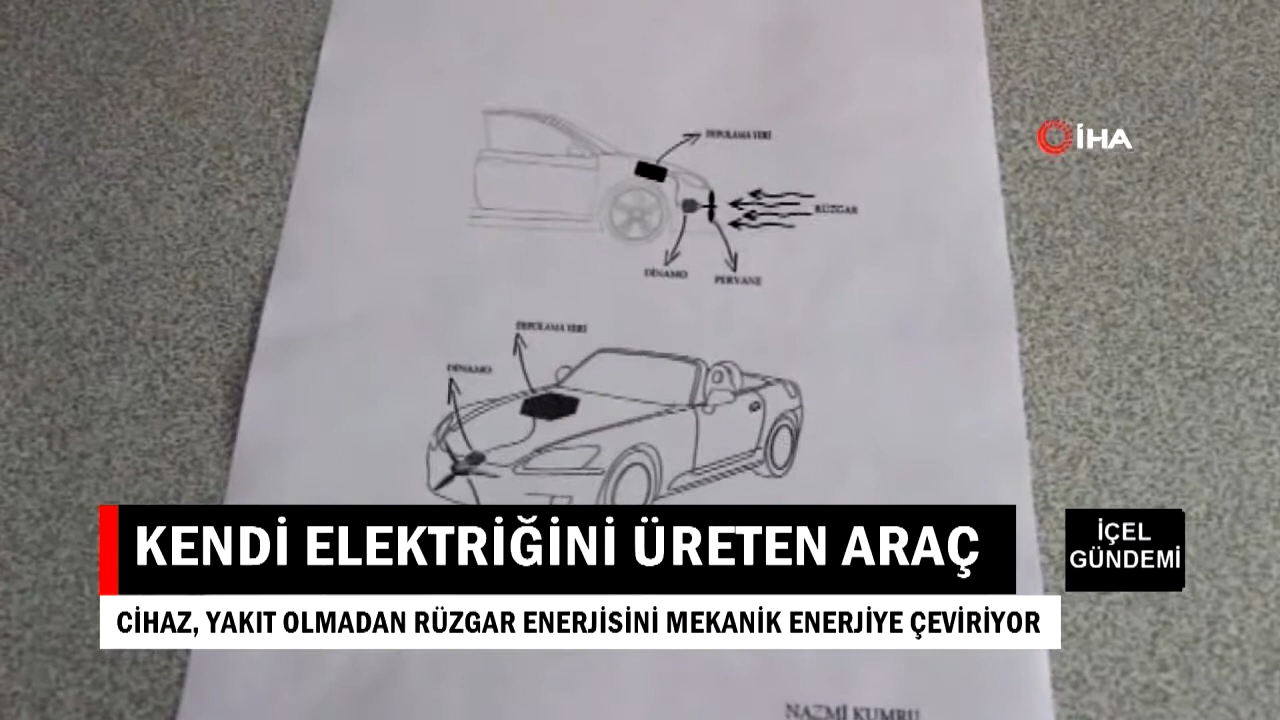 İHA
DEPOLAMA YERİ
RÜZGAR
DİNAMO
PERVANE
DEPOLAMA YERİ
DİNAMO
KENDİ ELEKTRİĞİNİ ÜRETEN ARAÇ
İÇEL
GÜNDEMİ
CİHAZ, YAKIT OLMADAN RÜZGAR ENERJİSİNİ MEKANİK ENERJİYE ÇEVİRİYOR
NAZMİ KUMRU